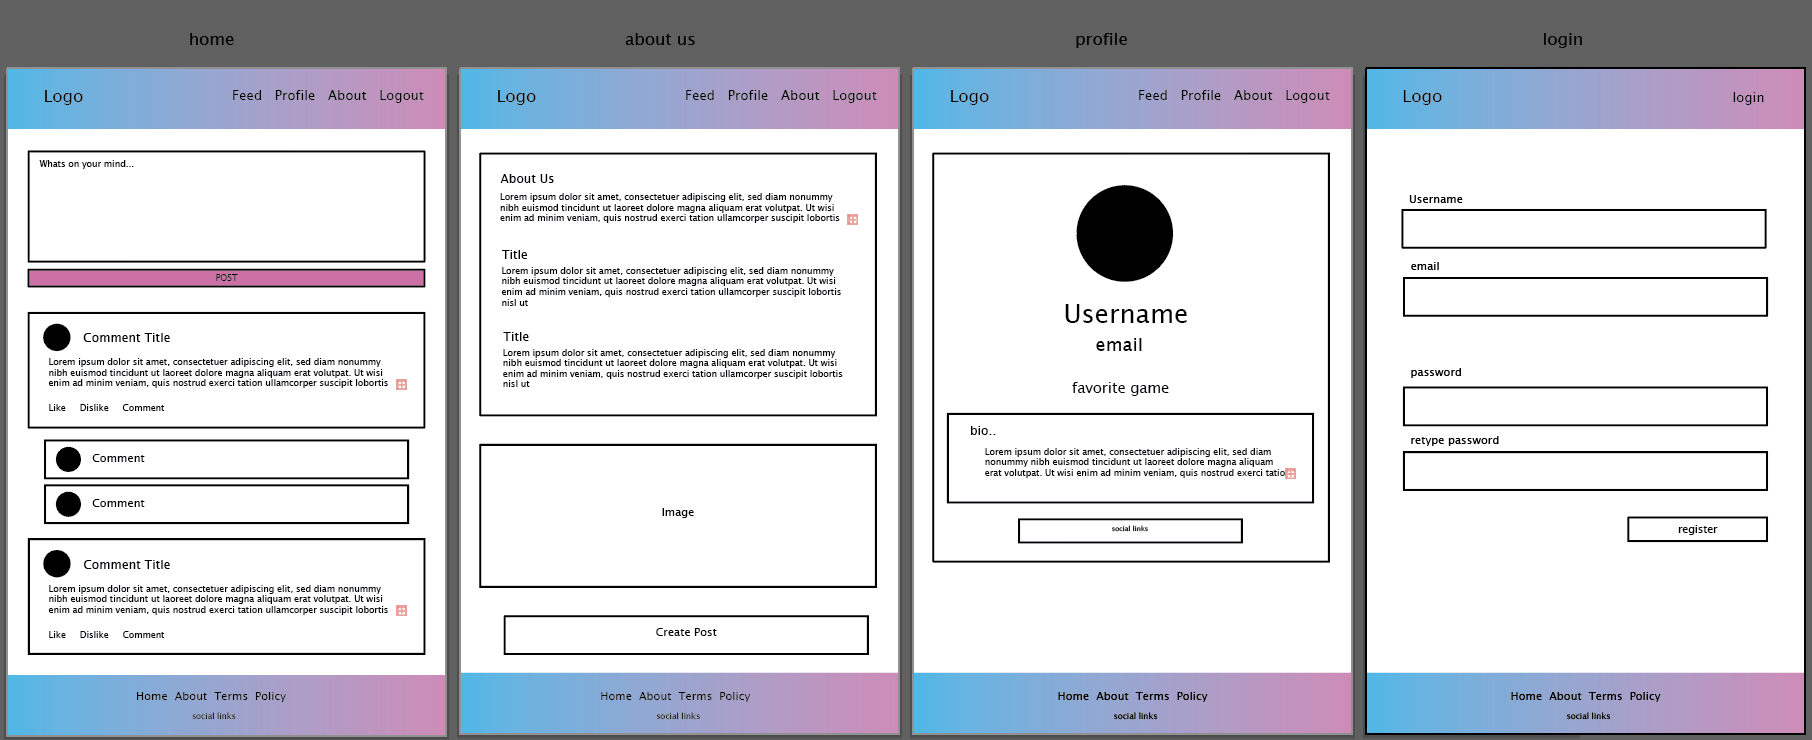 home
Logo
Feed Profile About Logout
Whats on your mind...
POST
Comment Title
Lorem ipsum dolor sit amet, consectetuer adipiscing elit, sed diam nonummy
nibh euismod tincidunt ut laoreet dolore magna aliquam erat volutpat. Ut wisi
enim ad minim veniam, quis nostrud exerci tation ullamcorper suscipit lobortis
Like Dislike Comment
Comment
Comment
Comment Title
Lorem ipsum dolor sit amet, consectetuer adipiscing elit, sed diam nonummy
nibh euismod tincidunt ut laoreet dolore magna aliquam erat volutpat. Ut wisi
enim ad minim veniam, quis nostrud exerci tation ullamcorper suscipit lobortis
Like Dislike Comment
Home About Terms Policy
social links
about us
Logo
Feed Profile About Logout
About Us
Lorem ipsum dolor sit amet, consectetuer adipiscing elit, sed diam nonummy
nibh euismod tincidunt ut laoreet dolore magna aliquam erat volutpat. Ut wisi
enim ad minim veniam, quis nostrud exerci tation ullamcorper suscipit lobortis
Title
Lorem ipsum dolor sit amet, consectetuer adipiscing elit, sed diam nonummy
nibh euismod tincidunt ut laoreet dolore magna aliquam erat volutpat. Ut wisi
enim ad minim veniam, quis nostrud exerci tation ullamcorper suscipit lobortis
nisl ut
Title
Lorem ipsum dolor sit amet, consectetuer adipiscing elit, sed diam nonummy
nibh euismod tincidunt ut laoreet dolore magna aliquam erat volutpat. Ut wisi
enim ad minim veniam, quis nostrud exerci tation ullamcorper suscipit lobortis
nisl ut
Image
Create Post
Home About Terms Policy
social links
profile
Logo
Feed Profile About Logout
Username
email
favorite game
bio..
Lorem ipsum dolor sit amet, consectetuer adipiscing elit, sed diam
nonummy nibh euismod tincidunt ut laoreet dolore magna aliquam
erat volutpat. Ut wisi enim ad minim veniam, quis nostrud exerci tatio
social links
Home About Terms Policy
social links
login
Logo
login
Username
email
password
retype password
register
Home About Terms Policy
social links